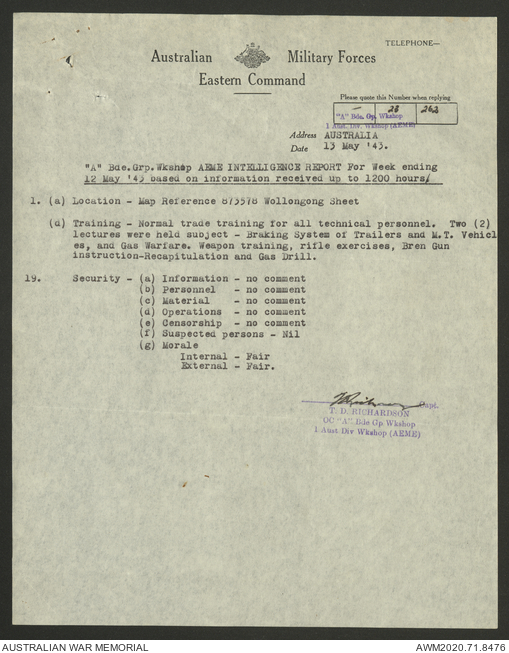 TELEPHONE—
Australian Military Forces
Eastern Command
Please quote this Number when replying
— 23 262
"A" Bde. Gp. Wkshop
1 Aust. Div Wkshop (AEME)
Address AUSTRALIA
Date 13 May '43.
"A" Bde.Grp.Wkshop AEME INTELLIGENCE REPORT For Week ending
12 May '43 based on information received up to 1200 hours/
1. (a) Location - Map Reference 873578 Wollongong Sheet
(d) Training - Normal trade training for all technical personnel. Two (2)
lectures were held subject - Braking System of Trailers and M.T. Vehicl
es, and Gas Warfare. Weapon training, rifle exercises, Bren Gun
instruction-Recapitulation and Gas Drill.
19. Security - (a) Information - no comment
(b) Personnel - no comment
(c) Material - no comment
(d) Operations - no comment
(e) Censorship - no comment
(f) Suspected persons - Nil
(g) Morale
Internal - Fair
External - Fair.
Capt.
T. D. RICHARDSON
OC "A" Bde Gp Wkshop
1 Aust Div Wkshop (AEME)
AUSTRALIAN WAR MEMORIAL
AWM2020.71.8476